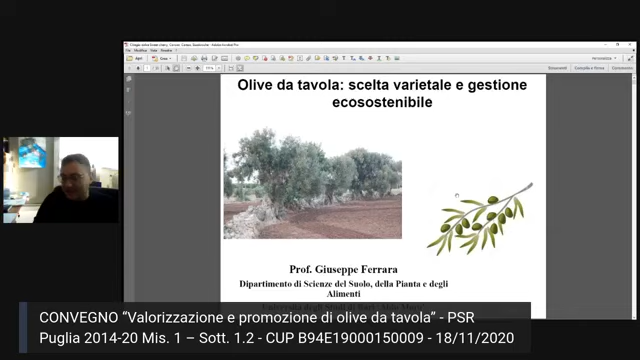 Olive da tavola: scelta varietale e gestione
ecosostenibile
Prof. Giuseppe Ferrara
Dipartimento di Scienze del Suolo, della Pianta e degli
Alimenti
CONVEGNO “Valorizzazione e promozione di olive da tavola” - PSR
Puglia 2014-20 Mis. 1 – Sott. 1.2 - CUP B94E19000150009 - 18/11/2020